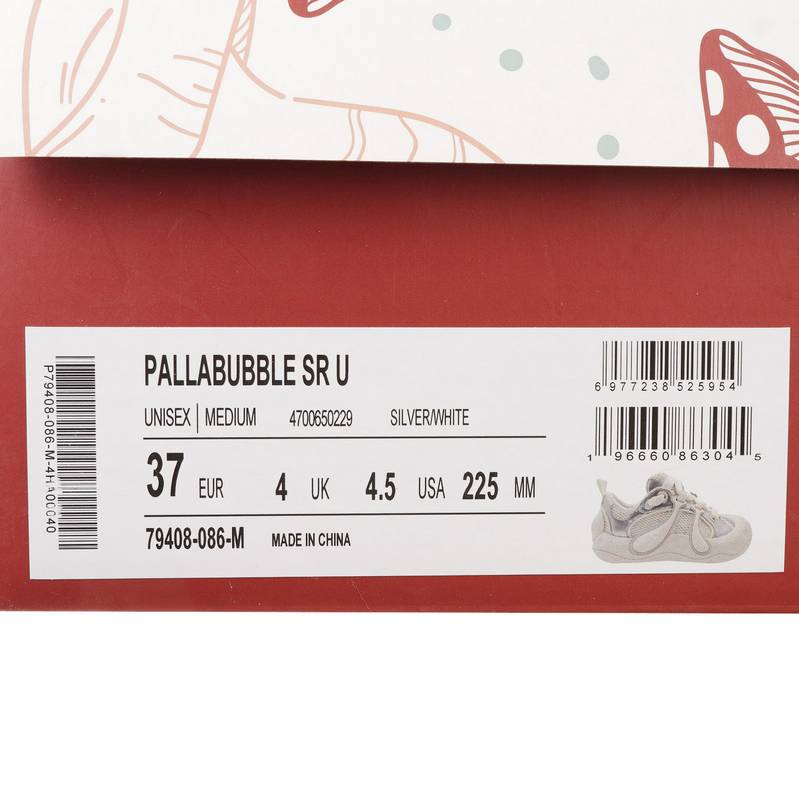 PALLABUBBLE SR U
UNISEX | MEDIUM 4700650229 SILVER/WHITE
37 EUR 4 UK 4.5 USA 225 MM
79408-086-M MADE IN CHINA
P79408-086-M-4HA00040
6 977238 525954
1 96660 86304 5